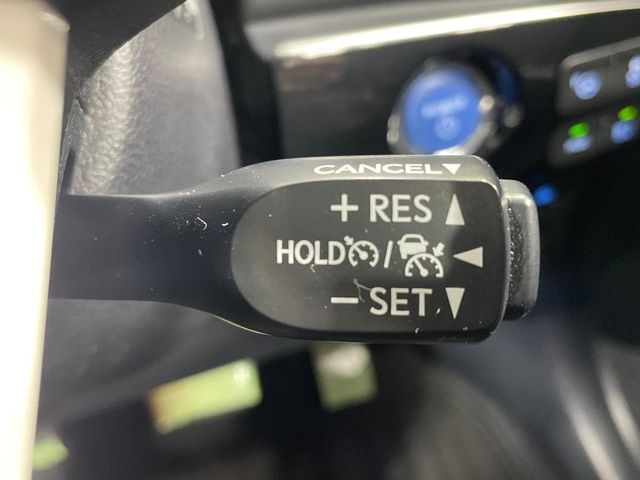 CANCEL▼
+ RES ▲
HOLD / ◀
− SET ▼